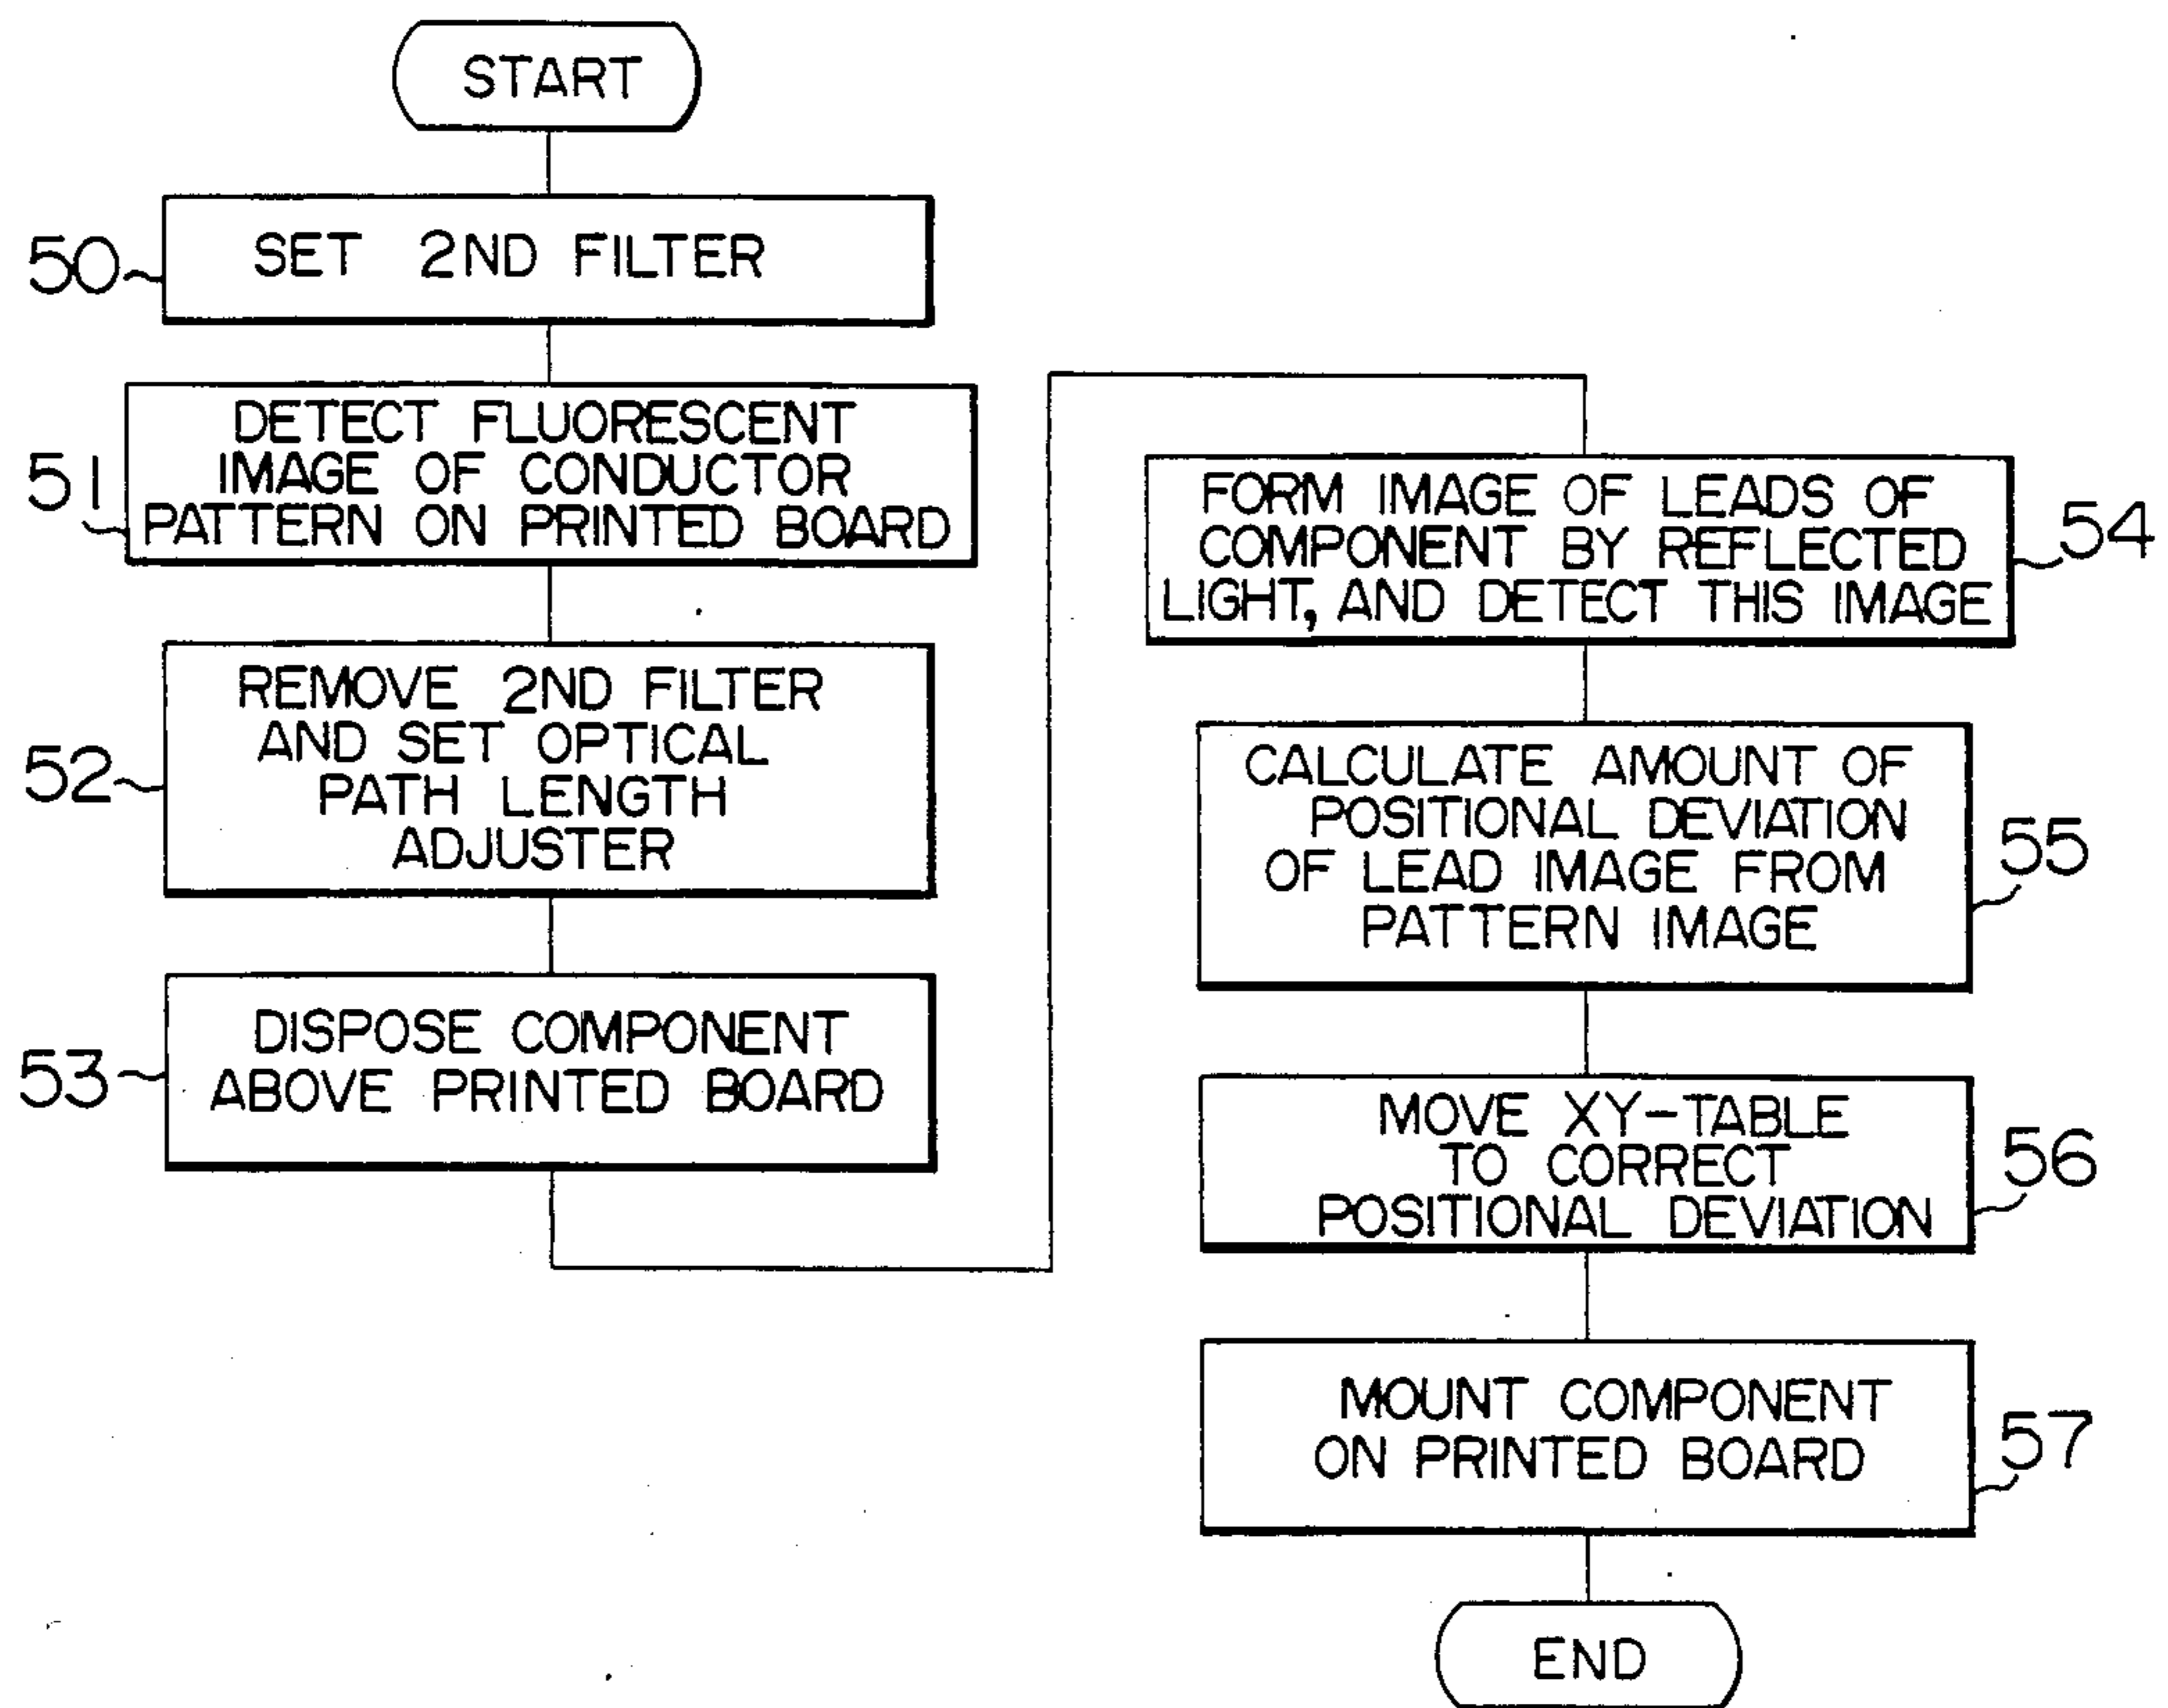 START
50
SET 2ND FILTER
51
DETECT FLUORESCENT
IMAGE OF CONDUCTOR
PATTERN ON PRINTED BOARD
52
REMOVE 2ND FILTER
AND SET OPTICAL
PATH LENGTH
ADJUSTER
53
DISPOSE COMPONENT
ABOVE PRINTED BOARD
FORM IMAGE OF LEADS OF
COMPONENT BY REFLECTED
LIGHT, AND DETECT THIS IMAGE
54
CALCULATE AMOUNT OF
POSITIONAL DEVIATION
OF LEAD IMAGE FROM
PATTERN IMAGE
55
MOVE XY-TABLE
TO CORRECT
POSITIONAL DEVIATION
56
MOUNT COMPONENT
ON PRINTED BOARD
57
END